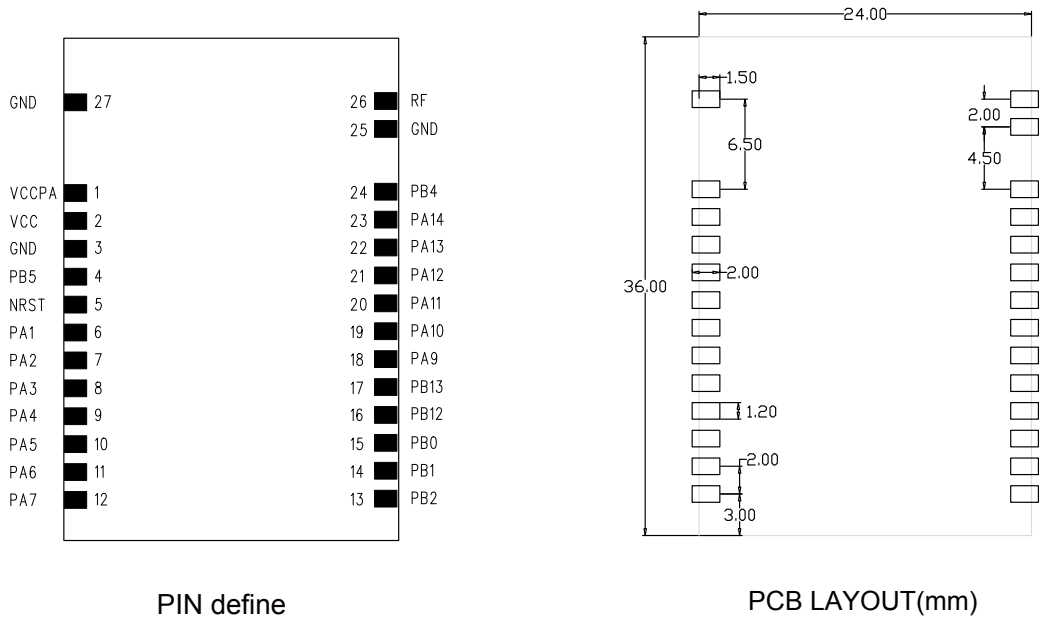 GND 27 26 RF
25 GND
VCCPA 1 24 PB4
VCC 2 23 PA14
GND 3 22 PA13
PB5 4 21 PA12
NRST 5 20 PA11
PA1 6 19 PA10
PA2 7 18 PA9
PA3 8 17 PB13
PA4 9 16 PB12
PA5 10 15 PB0
PA6 11 14 PB1
PA7 12 13 PB2
PIN define
24.00
1.50
2.00
6.50
4.50
2.00
36.00
1.20
2.00
3.00
PCB LAYOUT(mm)